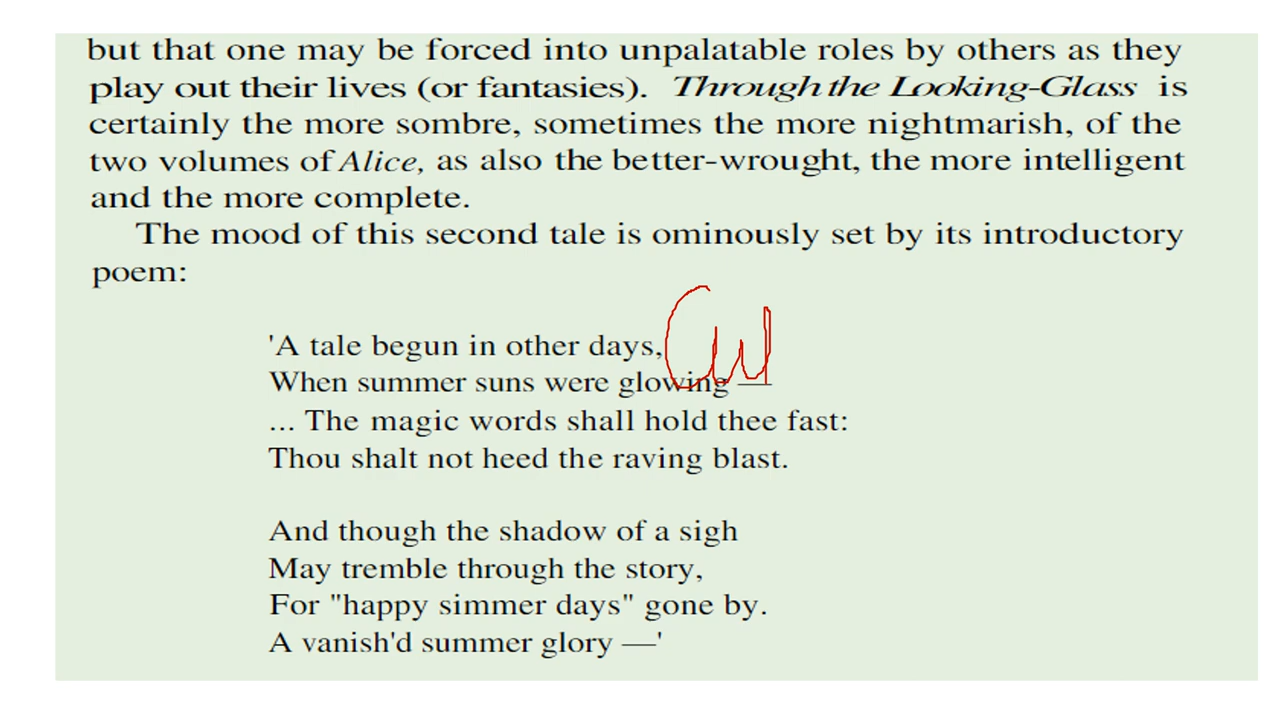 but that one may be forced into unpalatable roles by others as they
play out their lives (or fantasies). Through the Looking-Glass is
certainly the more sombre, sometimes the more nightmarish, of the
two volumes of Alice, as also the better-wrought, the more intelligent
and the more complete.
The mood of this second tale is ominously set by its introductory
poem:
'A tale begun in other days,
When summer suns were glowing —
... The magic words shall hold thee fast:
Thou shalt not heed the raving blast.
And though the shadow of a sigh
May tremble through the story,
For "happy simmer days" gone by.
A vanish'd summer glory —'